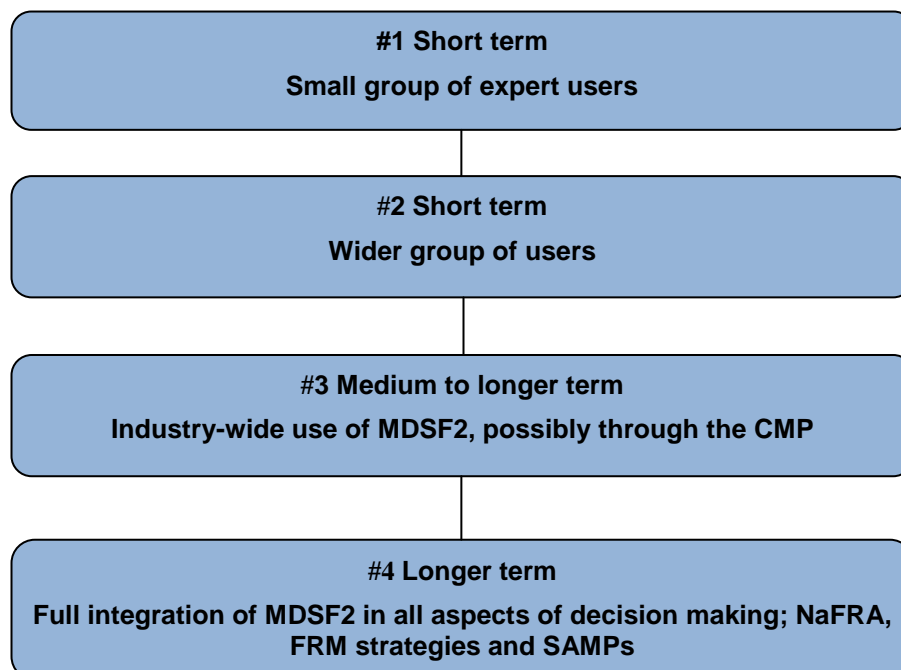 #1 Short term
Small group of expert users
#2 Short term
Wider group of users
#3 Medium to longer term
Industry-wide use of MDSF2, possibly through the CMP
#4 Longer term
Full integration of MDSF2 in all aspects of decision making; NaFRA,
FRM strategies and SAMPs